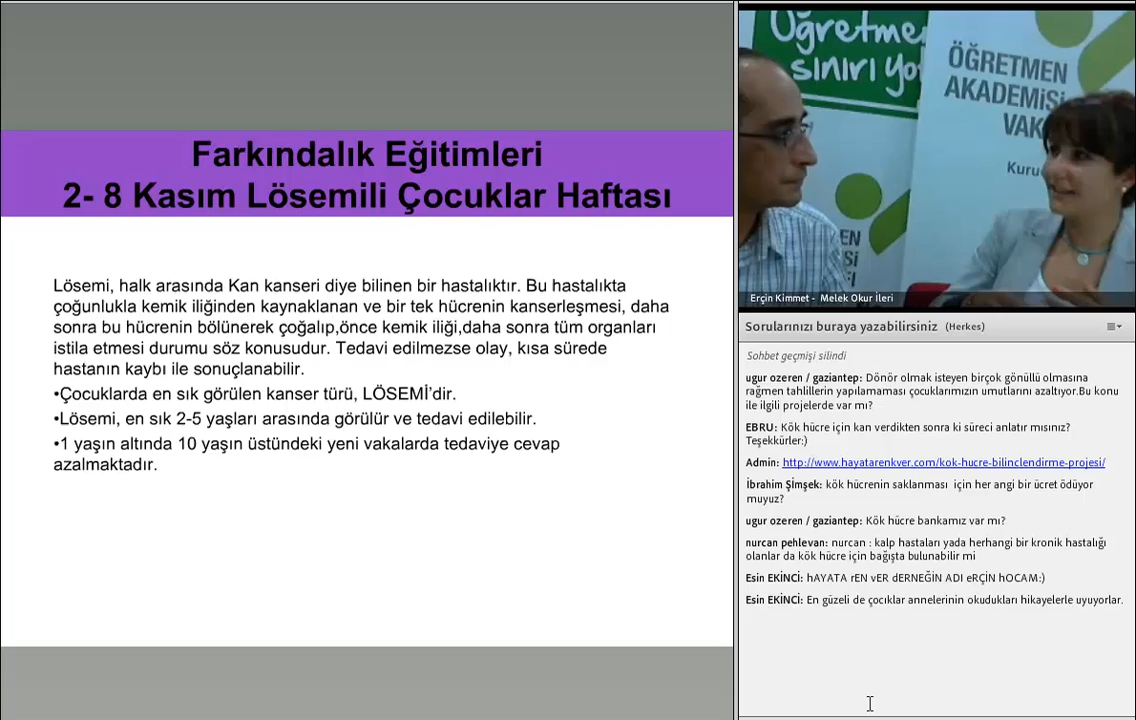 Farkındalık Eğitimleri
2- 8 Kasım Lösemili Çocuklar Haftası
Lösemi, halk arasında Kan kanseri diye bilinen bir hastalıktır. Bu hastalıkta
çoğunlukla kemik iliğinden kaynaklanan ve bir tek hücrenin kanserleşmesi, daha
sonra bu hücrenin bölünerek çoğalıp,önce kemik iliği,daha sonra tüm organları
istila etmesi durumu söz konusudur. Tedavi edilmezse olay, kısa sürede
hastanın kaybı ile sonuçlanabilir.
•Çocuklarda en sık görülen kanser türü, LÖSEMİ’dir.
•Lösemi, en sık 2-5 yaşları arasında görülür ve tedavi edilebilir.
•1 yaşın altında 10 yaşın üstündeki yeni vakalarda tedaviye cevap
azalmaktadır.
Öğretmen
sınırı yo
ÖĞRETMEN
AKADEMİSİ
VAK
Kuru
EN
Sİ
Erçin Kimmet - Melek Okur İleri
Sorularınızı buraya yazabilirsiniz (Herkes)
Sohbet geçmişi silindi
ugur ozeren / gaziantep: Dönör olmak isteyen birçok gönüllü olmasına
rağmen tahlillerin yapılamaması çocuklarımızın umutlarını azaltıyor.Bu konu
ile ilgili projelerde var mı?
EBRU: Kök hücre için kan verdikten sonra ki süreci anlatır mısınız?
Teşekkürler:)
Admin: http://www.hayatarenkver.com/kok-hucre-bilinclendirme-projesi/
İbrahim Şİmşek: kök hücrenin saklanması için her angi bir ücret ödüyor
muyuz?
ugur ozeren / gaziantep: Kök hücre bankamız var mı?
nurcan pehlevan: nurcan : kalp hastaları yada herhangi bir kronik hastalığı
olanlar da kök hücre için bağışta bulunabilir mi
Esin EKİNCİ: hAYATA rEN vER dERNEĞİN ADI eRÇİN hOCAM:)
Esin EKİNCİ: En güzeli de çocıklar annelerinin okudukları hikayelerle uyuyorlar.